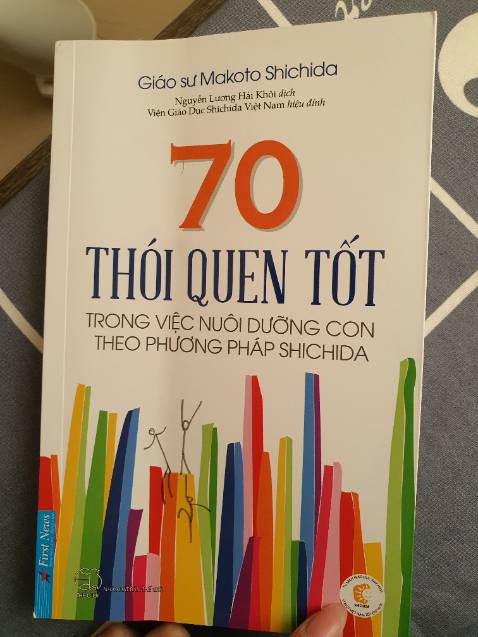 Giáo sư Makoto Shichida
Nguyễn Lương Hải Khôi dịch
Viện Giáo Dục Shichida Việt Nam hiệu đính
70
THÓI QUEN TỐT
TRONG VIỆC NUÔI DƯỠNG CON
THEO PHƯƠNG PHÁP SHICHIDA
First News